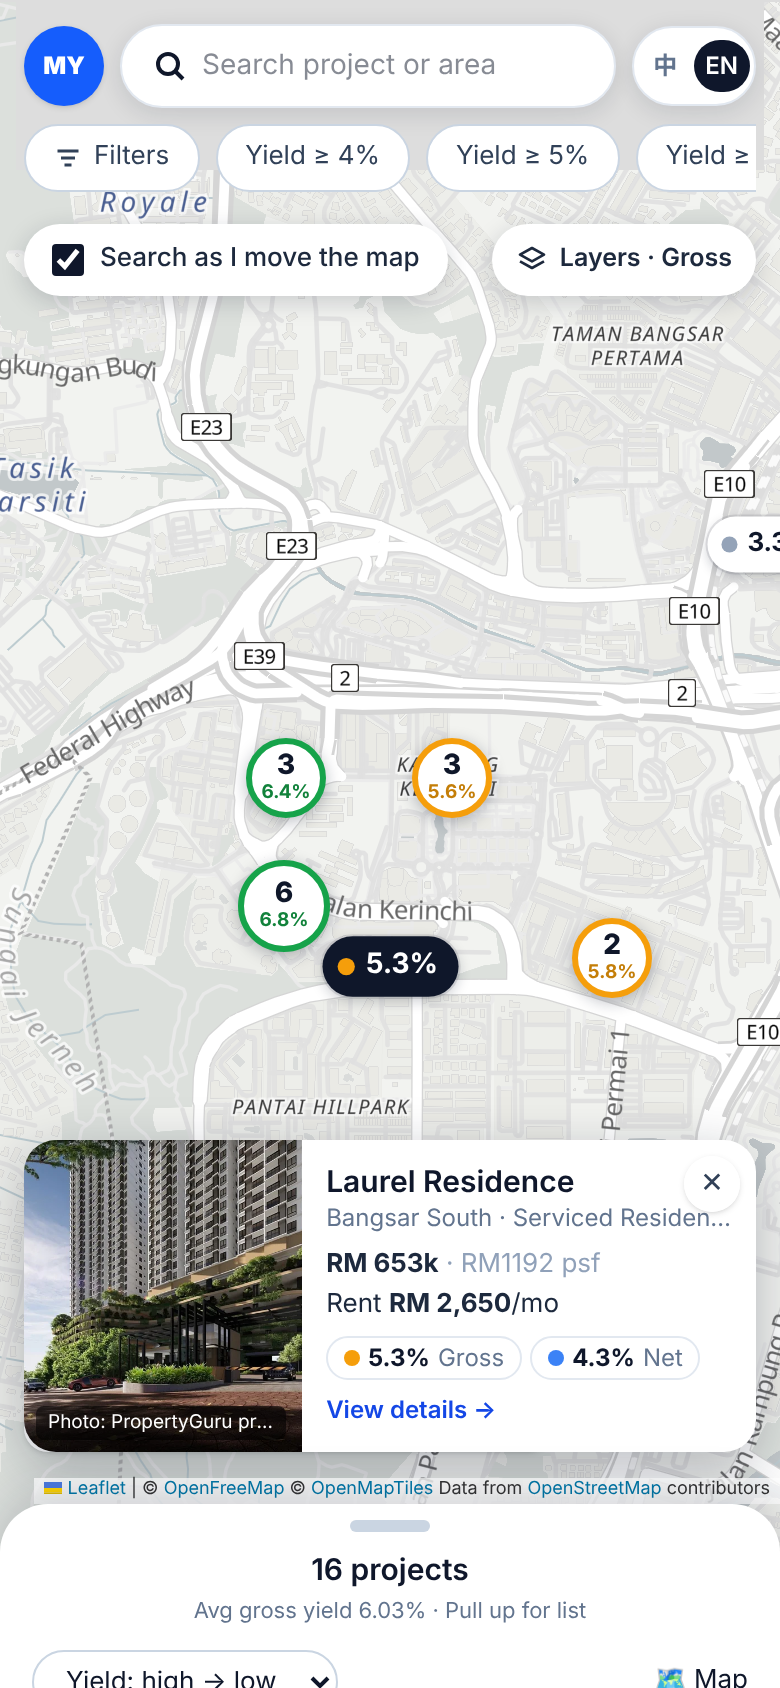 MY
Search project or area
中 EN
Filters
Yield ≥ 4%
Yield ≥ 5%
Yield ≥
Royale
Search as I move the map
Layers · Gross
TAMAN BANGSAR
PERTAMA
gkungan Budi
E23
Tasik
arsiti
E10
E23
3.3
E10
E39
2
2
Federal Highway
3
6.4%
3
5.6%
6
6.8%
alan Kerinchi
5.3%
2
5.8%
Sungai Jerneh
E10
Permai 1
PANTAI HILLPARK
Laurel Residence
Bangsar South · Serviced Residen...
RM 653k · RM1192 psf
Rent RM 2,650/mo
5.3% Gross
4.3% Net
View details →
Photo: PropertyGuru pr...
Leaflet | © OpenFreeMap © OpenMapTiles Data from OpenStreetMap contributors
16 projects
Avg gross yield 6.03% · Pull up for list
Yield: high → low
Map